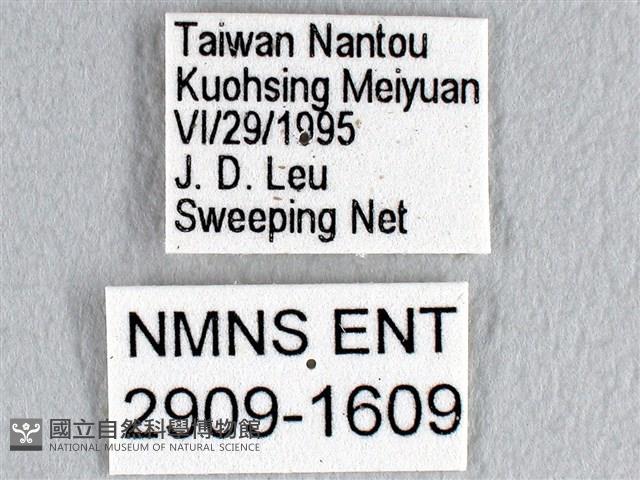 Taiwan Nantou
Kuohsing Meiyuan
VI/29/1995
J. D. Leu
Sweeping Net
NMNS ENT
2909-1609
國立自然科學博物館
NATIONAL MUSEUM OF NATURAL SCIENCE